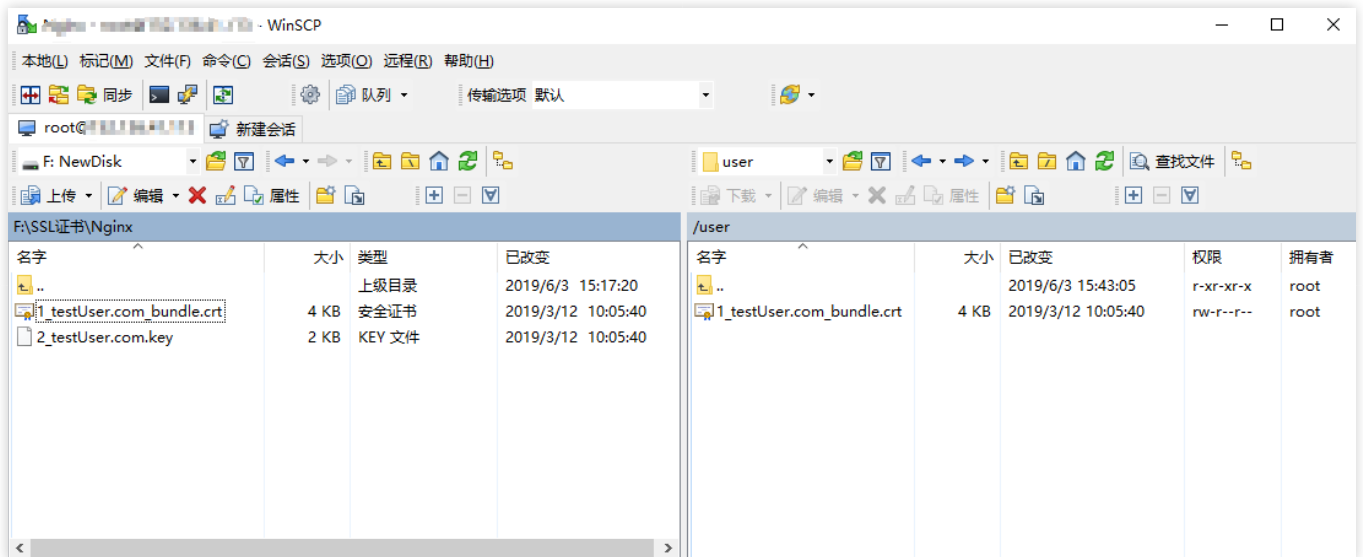 - WinSCP
本地(L) 标记(M) 文件(F) 命令(C) 会话(S) 选项(O) 远程(R) 帮助(H)
同步 队列 传输选项 默认
root@ 新建会话
F: NewDisk user 查找文件
上传 编辑 属性 下载 编辑 属性
F:\SSL证书\Nginx /user
名字 大小 类型 已改变 名字 大小 已改变 权限 拥有者
.. 上级目录 2019/6/3 15:17:20 .. 2019/6/3 15:43:05 r-xr-xr-x root
1_testUser.com_bundle.crt 4 KB 安全证书 2019/3/12 10:05:40 1_testUser.com_bundle.crt 4 KB 2019/3/12 10:05:40 rw-r--r-- root
2_testUser.com.key 2 KB KEY 文件 2019/3/12 10:05:40